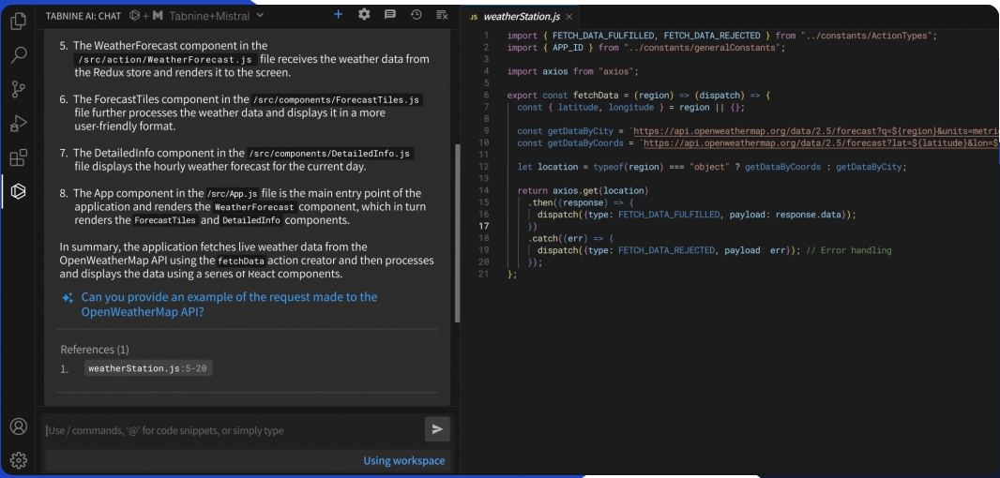 TABNINE AI: CHAT + Tabnine+Mistral
5. The WeatherForecast component in the
/src/action/WeatherForecast.js file receives the weather data from
the Redux store and renders it to the screen.
6. The ForecastTiles component in the /src/components/ForecastTiles.js
file further processes the weather data and displays it in a more
user-friendly format.
7. The DetailedInfo component in the /src/components/DetailedInfo.js
file displays the hourly weather forecast for the current day.
8. The App component in the /src/App.js file is the main entry point of the
application and renders the WeatherForecast component, which in turn
renders the ForecastTiles and DetailedInfo components.
In summary, the application fetches live weather data from the
OpenWeatherMap API using the fetchData action creator and then processes
and displays the data using a series of React components.
Can you provide an example of the request made to the
OpenWeatherMap API?
References (1)
1. weatherStation.js:5-20
Use / commands, '@' for code snippets, or simply type
Using workspace
JS weatherStation.js ×
1 import { FETCH_DATA_FULFILLED, FETCH_DATA_REJECTED } from "../constants/ActionTypes";
2 import { APP_ID } from "../constants/generalConstants";
3
4 import axios from "axios";
5
6 export const fetchData = (region) => (dispatch) => {
7 const { latitude, longitude } = region || {};
8
9 const getDataByCity = `https://api.openweathermap.org/data/2.5/forecast?q=${region}&units=metri
10 const getDataByCoords = `https://api.openweathermap.org/data/2.5/forecast?lat=${latitude}&lon=$
11
12 let location = typeof(region) === "object" ? getDataByCoords : getDataByCity;
13
14 return axios.get(location)
15 .then((response) => {
16 dispatch({type: FETCH_DATA_FULFILLED, payload: response.data});
17 })
18 .catch((err) => {
19 dispatch({type: FETCH_DATA_REJECTED, payload: err}); // Error handling
20 });
21 };